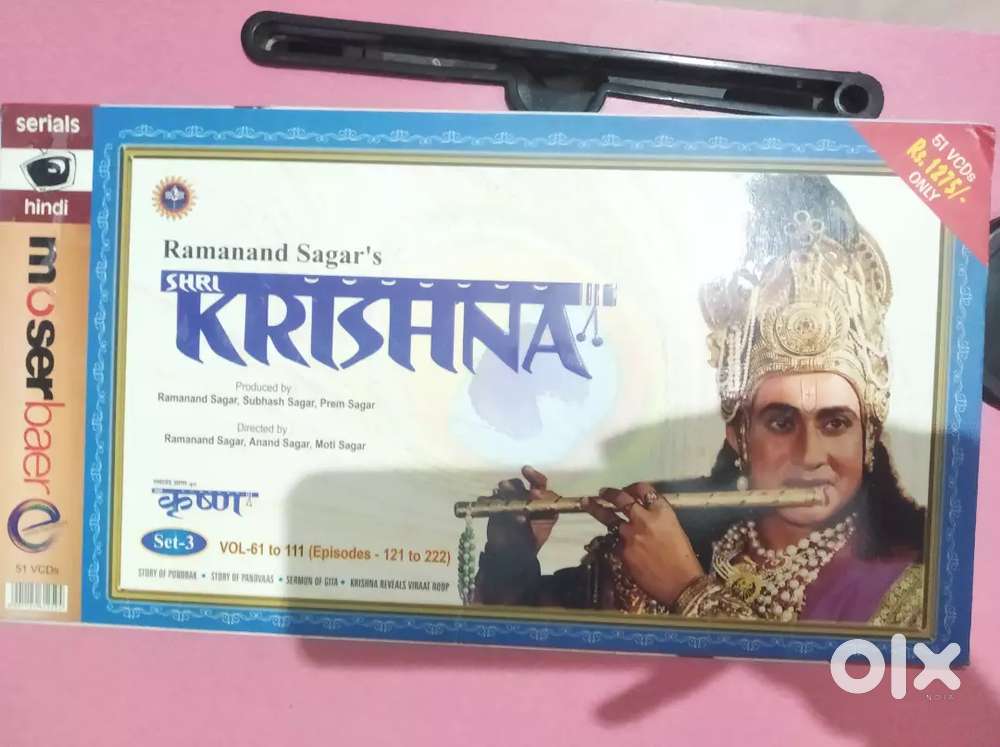 serials
hindi
moserbaer
51 VCDs
51 VCDs
Rs. 1275/-
ONLY
Ramanand Sagar's
SHRI
KRISHNA
Produced by
Ramanand Sagar, Subhash Sagar, Prem Sagar
Directed by
Ramanand Sagar, Anand Sagar, Moti Sagar
कृष्ण
Set-3
VOL-61 to 111 (Episodes - 121 to 222)
STORY OF PONDRAK • STORY OF PANDVAAS • SERMON OF GITA • KRISHNA REVEALS VIRAAT ROOP
olx
INDIA